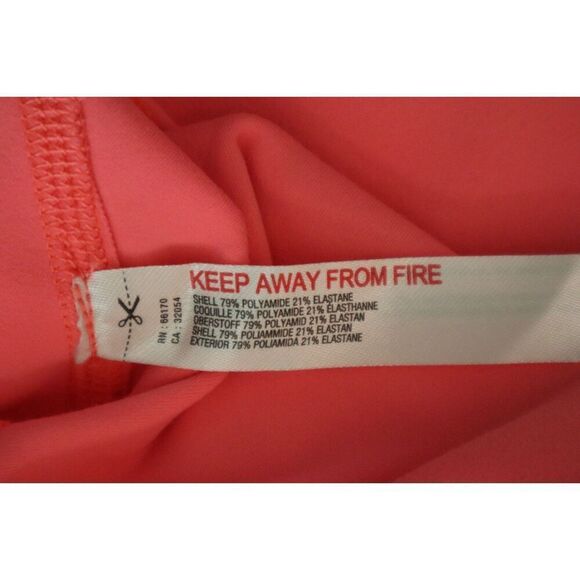 KEEP AWAY FROM FIRE
SHELL 79% POLYAMIDE 21% ELASTANE
COQUILLE 79% POLYAMIDE 21% ÉLASTHANNE
OBERSTOFF 79% POLYAMID 21% ELASTAN
SHELL 79% POLIAMMIDE 21% ELASTAN
EXTERIOR 79% POLIAMIDA 21% ELASTANE
RN : 66170
CA : 32054